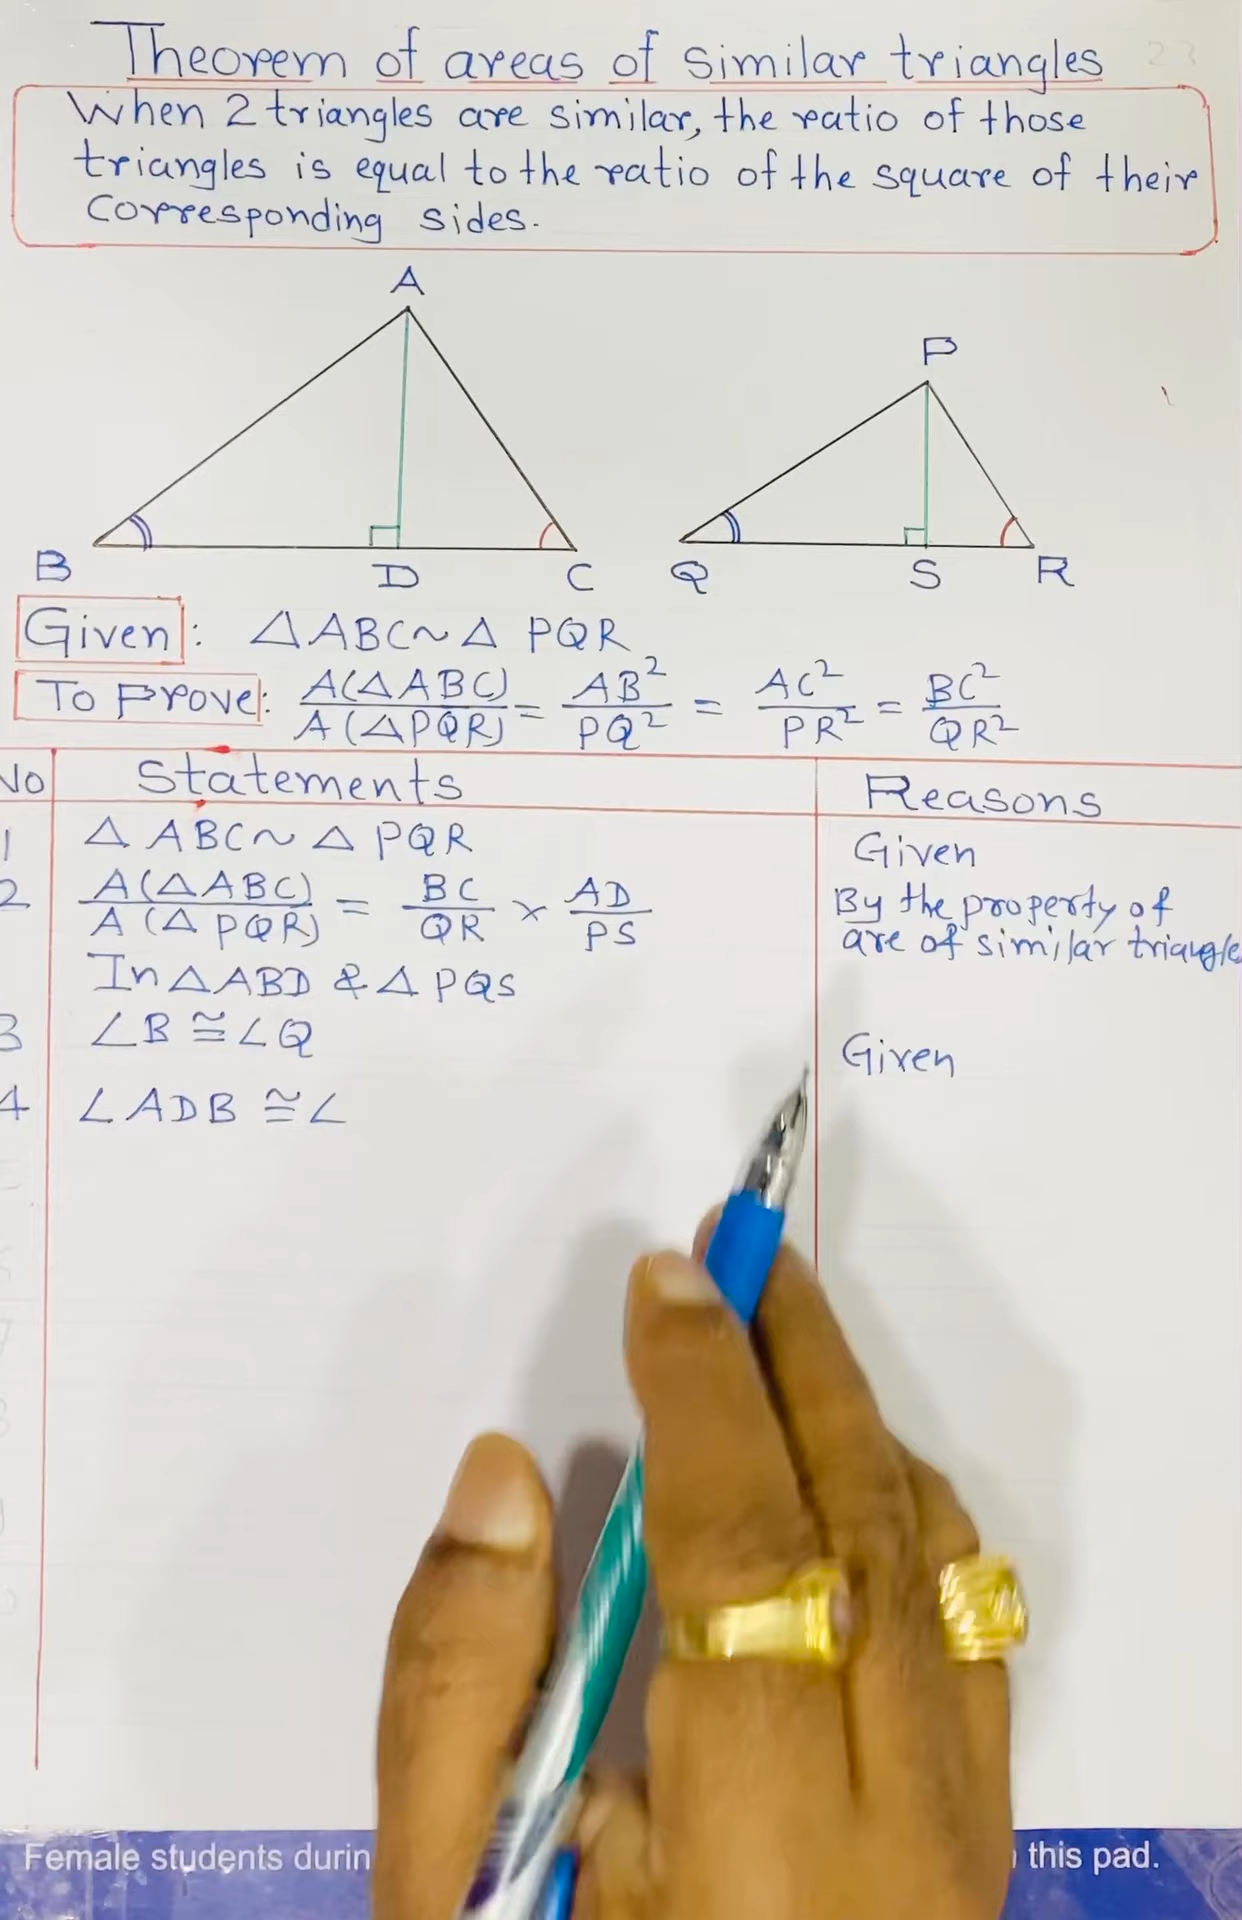 Theorem of areas of similar triangles
23
When 2 triangles are similar, the ratio of those
triangles is equal to the ratio of the square of their
corresponding sides.
A
P
B
D
C
Q
S
R
Given: △ABC ~ △ PQR
To Prove: A(△ABC)/A(△PQR) = AB²/PQ² = AC²/PR² = BC²/QR²
No Statements Reasons
1 △ ABC ~ △ PQR Given
2 A(△ABC)/A(△PQR) = BC/QR × AD/PS By the property of
are of similar triangle
In △ABD & △PQS
3 ∠B ≅ ∠Q Given
4 ∠ADB ≅ ∠
Female students durin this pad.